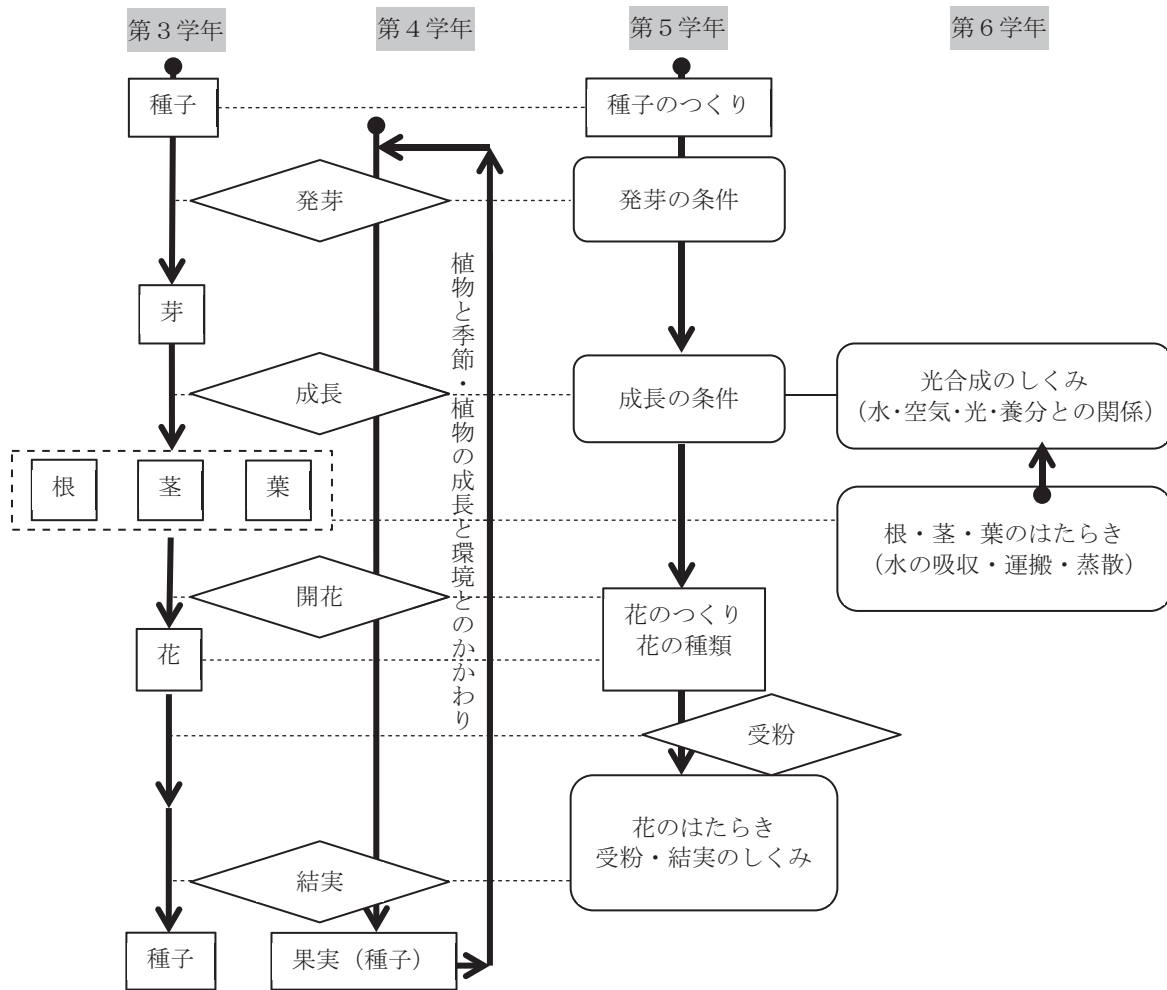 第３学年
第４学年
第５学年
第６学年
種子
種子のつくり
発芽
発芽の条件
植物と季節・植物の成長と環境とのかかわり
芽
成長
成長の条件
光合成のしくみ
（水・空気・光・養分との関係）
根
茎
葉
根・茎・葉のはたらき
（水の吸収・運搬・蒸散）
開花
花のつくり
花の種類
花
受粉
花のはたらき
受粉・結実のしくみ
結実
種子
果実（種子）